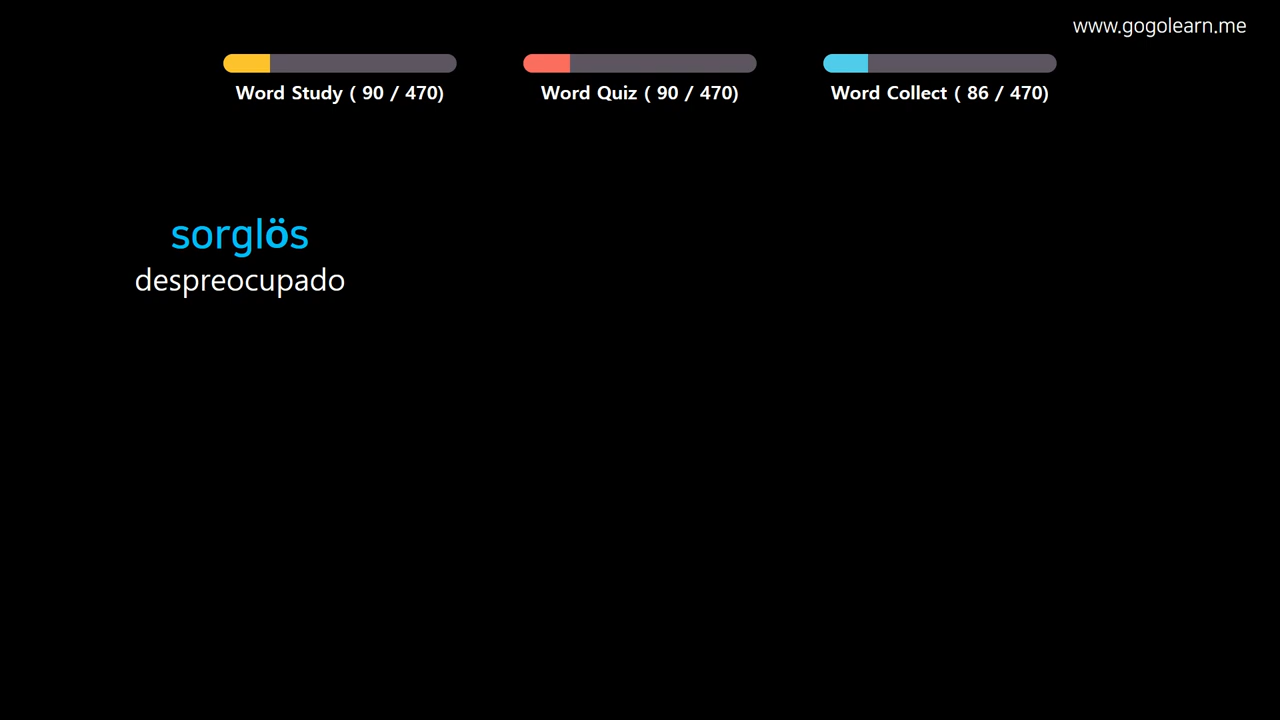 www.gogolearn.me
Word Study ( 90 / 470)
Word Quiz ( 90 / 470)
Word Collect ( 86 / 470)
sorglös
despreocupado